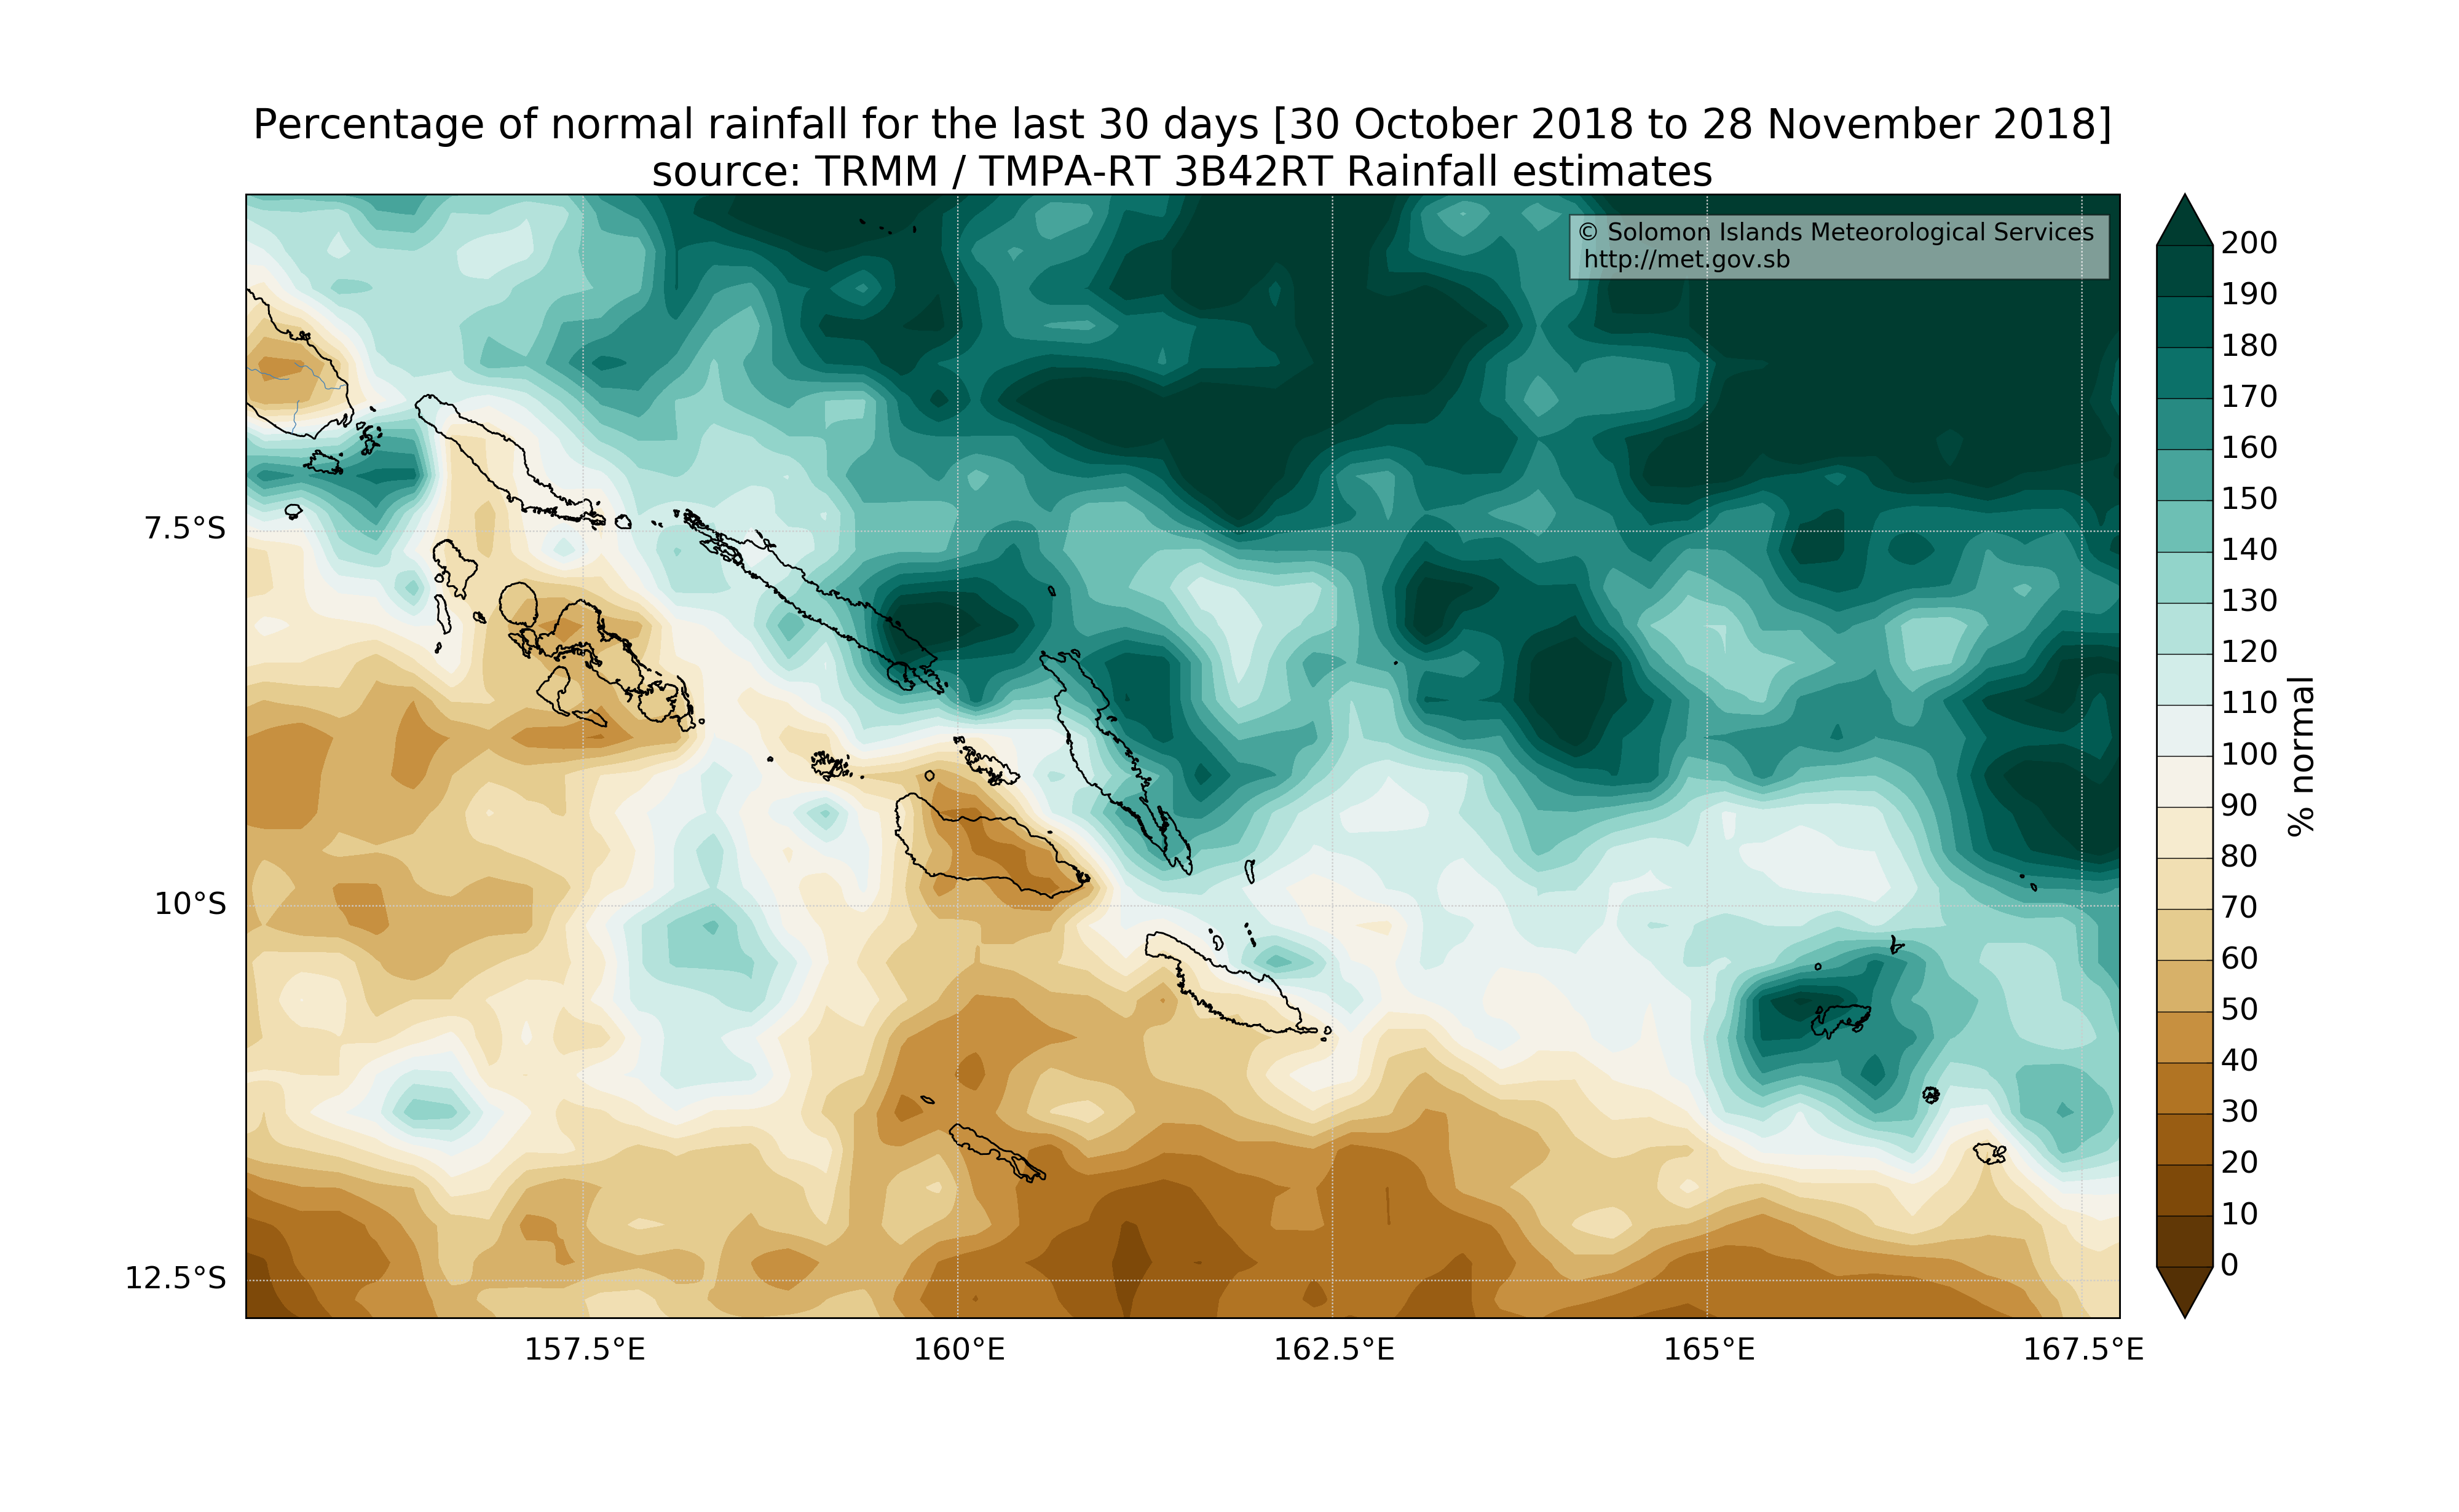 Percentage of normal rainfall for the last 30 days [30 October 2018 to 28 November 2018]
source: TRMM / TMPA-RT 3B42RT Rainfall estimates
© Solomon Islands Meteorological Services
http://met.gov.sb
7.5°S
10°S
12.5°S
157.5°E
160°E
162.5°E
165°E
167.5°E
200
190
180
170
160
150
140
130
120
110
100
90
80
70
60
50
40
30
20
10
0
% normal